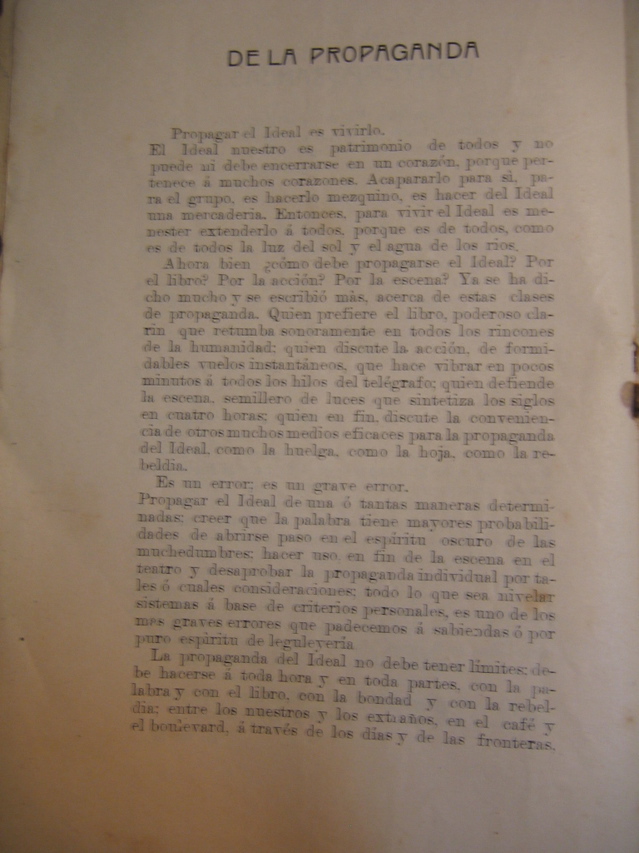 DE LA PROPAGANDA
Propagar el Ideal es vivirlo.
El Ideal nuestro es patrimonio de todos y no
puede ni debe encerrarse en un corazón, porque per-
tenece á muchos corazones. Acapararlo para si, pa-
ra el grupo, es hacerlo mezquino, es hacer del Ideal
una mercadería. Entonces, para vivir el Ideal es me-
nester extenderlo á todos, porque es de todos, como
es de todos la luz del sol y el agua de los rios.
Ahora bien ¿cómo debe propagarse el Ideal? Por
el libro? Por la acción? Por la escena? Ya se ha di-
cho mucho y se escribió más, acerca de estas clases
de propaganda. Quien prefiere el libro, poderoso cla-
rin que retumba sonoramente en todos los rincones
de la humanidad; quien discute la acción, de formi-
dables vuelos instantáneos, que hace vibrar en pocos
minutos á todos los hilos del telégrafo; quien defiende
la escena, semillero de luces que sintetiza los siglos
en cuatro horas; quien en fin, discute la convenien-
cia de otros muchos medios eficaces para la propaganda
del Ideal, como la huelga, como la hoja, como la re-
beldia.
Es un error; es un grave error.
Propagar el Ideal de una ó tantas maneras determi-
nadas; creer que la palabra tiene mayores probabili-
dades de abrirse paso en el espíritu oscuro de las
muchedumbres; hacer uso, en fin de la escena en el
teatro y desaprobar la propaganda individual por ta-
les ó cuales consideraciones; todo lo que sea nivelar
sistemas á base de criterios personales, es uno de los
mas graves errores que padecemos á sabiendas ó por
puro espiritu de leguleyería
La propaganda del Ideal no debe tener límites; de-
be hacerse á toda hora y en toda partes, con la pa-
labra y con el libro, con la bondad y con la rebel-
dia; entre los nuestros y los extraños, en el café y
el boulevard, á través de los dias y de las fronteras,